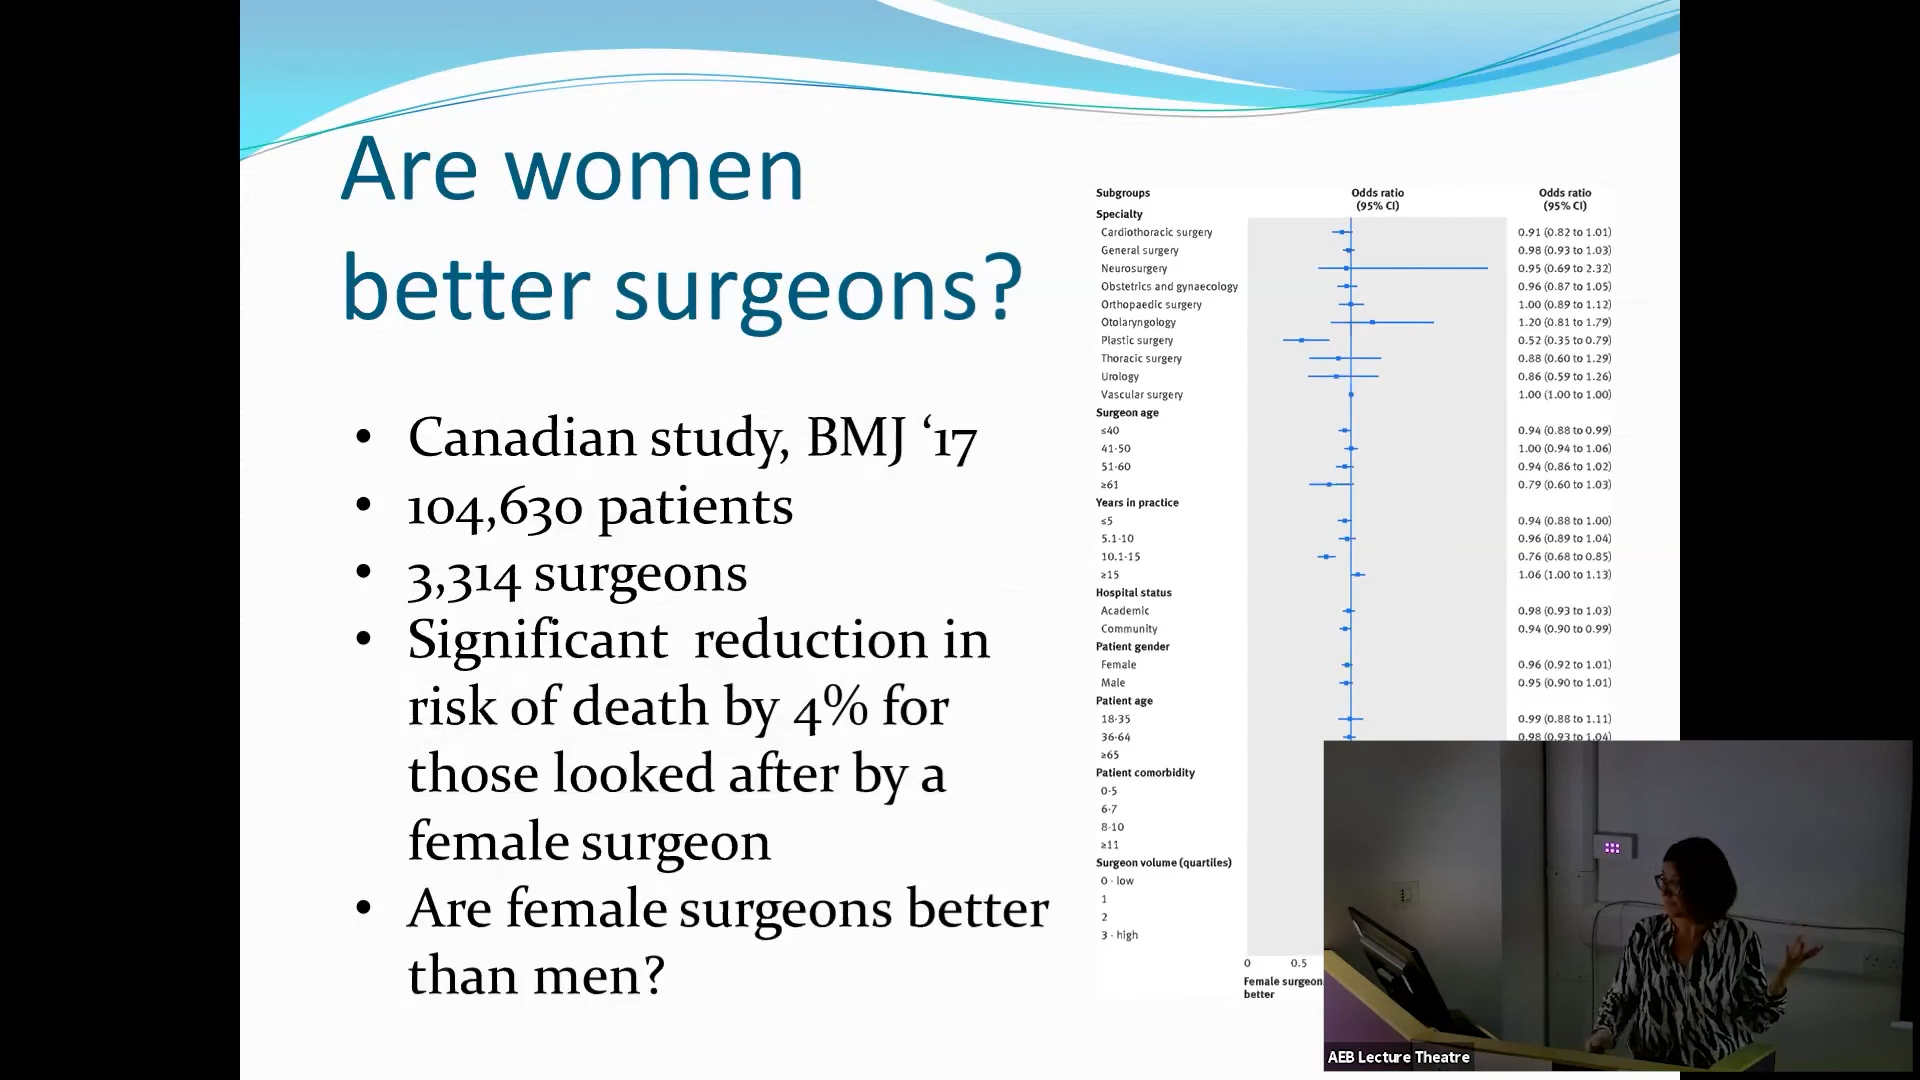 Are women
better surgeons?
• Canadian study, BMJ ‘17
• 104,630 patients
• 3,314 surgeons
• Significant reduction in
risk of death by 4% for
those looked after by a
female surgeon
• Are female surgeons better
than men?
Subgroups Odds ratio (95% CI) Odds ratio (95% CI)
Specialty
Cardiothoracic surgery 0.91 (0.82 to 1.01)
General surgery 0.98 (0.93 to 1.03)
Neurosurgery 0.95 (0.69 to 2.32)
Obstetrics and gynaecology 0.96 (0.87 to 1.05)
Orthopaedic surgery 1.00 (0.89 to 1.12)
Otolaryngology 1.20 (0.81 to 1.79)
Plastic surgery 0.52 (0.35 to 0.79)
Thoracic surgery 0.88 (0.60 to 1.29)
Urology 0.86 (0.59 to 1.26)
Vascular surgery 1.00 (1.00 to 1.00)
Surgeon age
≤40 0.94 (0.88 to 0.99)
41-50 1.00 (0.94 to 1.06)
51-60 0.94 (0.86 to 1.02)
≥61 0.79 (0.60 to 1.03)
Years in practice
≤5 0.94 (0.88 to 1.00)
5.1-10 0.96 (0.89 to 1.04)
10.1-15 0.76 (0.68 to 0.85)
≥15 1.06 (1.00 to 1.13)
Hospital status
Academic 0.98 (0.93 to 1.03)
Community 0.94 (0.90 to 0.99)
Patient gender
Female 0.96 (0.92 to 1.01)
Male 0.95 (0.90 to 1.01)
Patient age
18-35 0.99 (0.88 to 1.11)
36-64 0.98 (0.93 to 1.04)
≥65
Patient comorbidity
0-5
6-7
8-10
≥11
Surgeon volume (quartiles)
0 - low
1
2
3 - high
0 0.5
Female surgeon
better
AEB Lecture Theatre